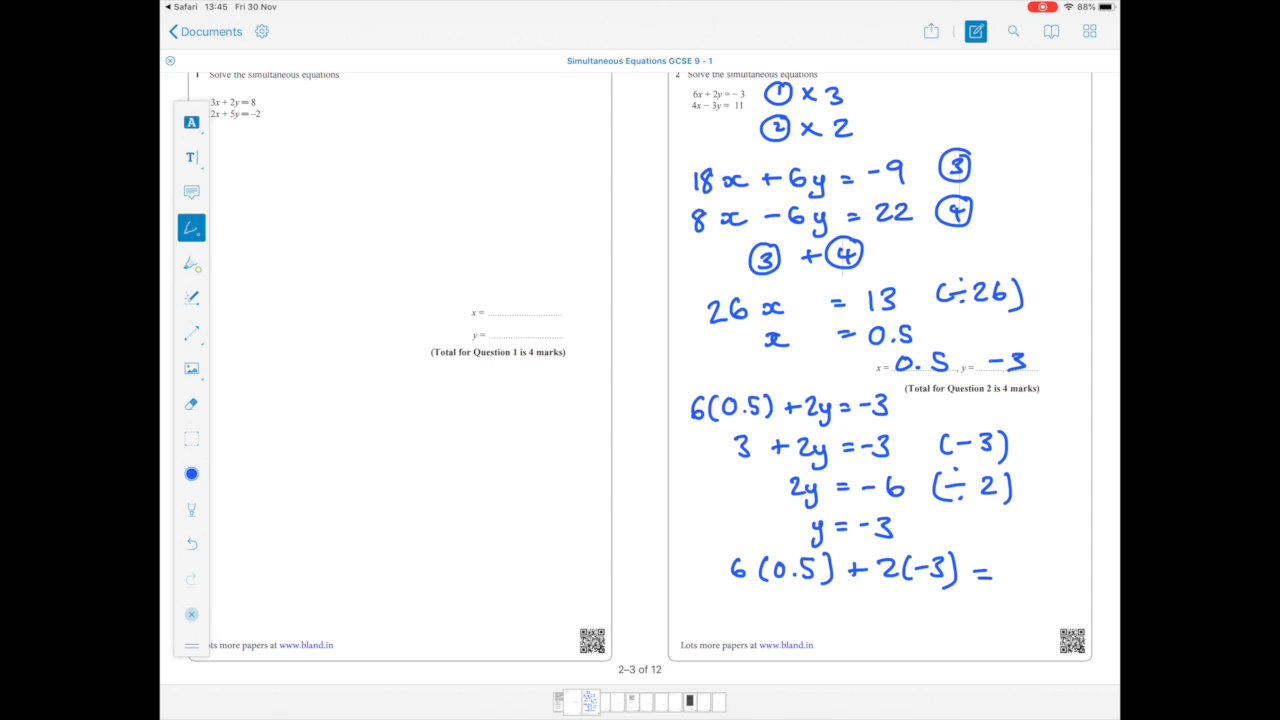 Safari 13:45 Fri 30 Nov 88%
Documents
Simultaneous Equations GCSE 9 - 1
1 Solve the simultaneous equations
3x + 2y = 8
2x + 5y = –2
A
T
x =
y =
(Total for Question 1 is 4 marks)
ts more papers at www.bland.in
2 Solve the simultaneous equations
6x + 2y = – 3 ① × 3
4x – 3y = 11
② × 2
18x + 6y = -9 ③
8x - 6y = 22 ④
③ + ④
26x = 13 (÷26)
x = 0.5
x = 0.5 , y = -3
(Total for Question 2 is 4 marks)
6(0.5) + 2y = -3
3 + 2y = -3 (-3)
2y = -6 (÷ 2)
y = -3
6(0.5) + 2(-3) =
Lots more papers at www.bland.in
2–3 of 12